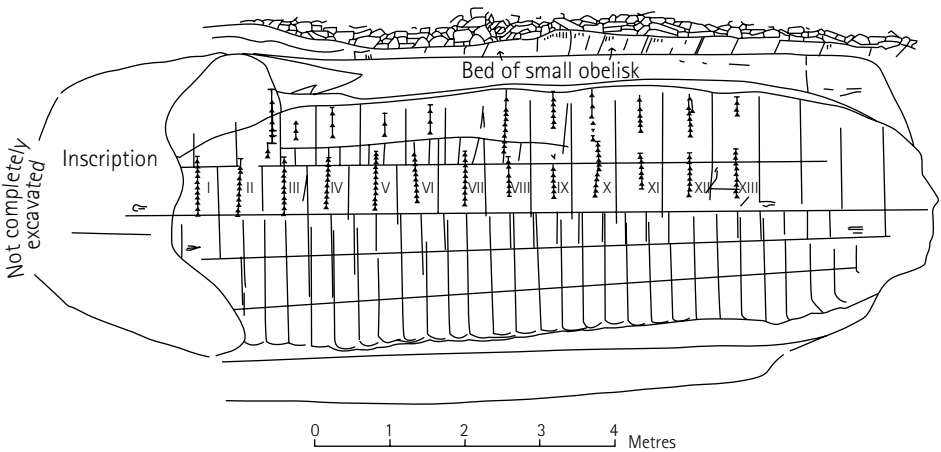 Bed of small obelisk
Not completely
excavated
Inscription
I II III IV V VI VII VIII IX X XI XII XIII
0 1 2 3 4 Metres